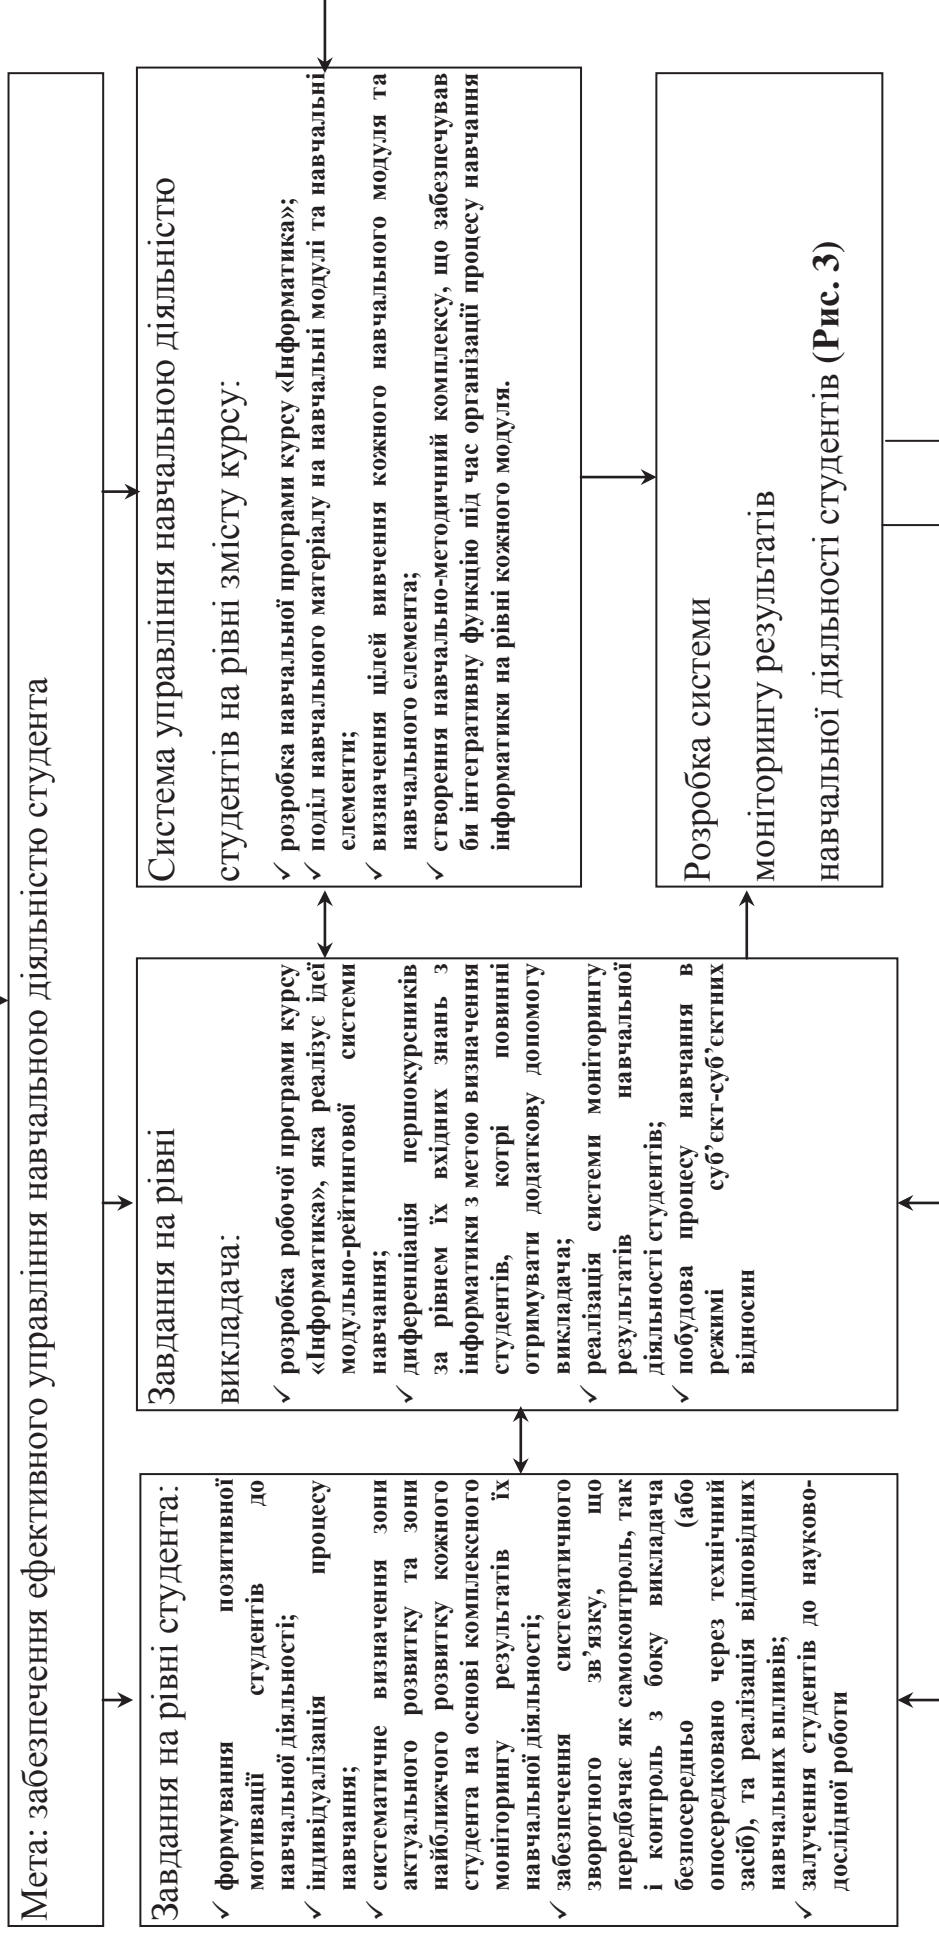 Мета: забезпечення ефективного управління навчальною діяльністю студента
Завдання на рівні студента:
✓ формування позитивної
мотивації студентів до
навчальної діяльності;
✓ індивідуалізація процесу
навчання;
✓ систематичне визначення зони
актуального розвитку та зони
найближчого розвитку кожного
студента на основі комплексного
моніторингу результатів їх
навчальної діяльності;
✓ забезпечення систематичного
зворотного зв’язку, що
передбачає як самоконтроль, так
і контроль з боку викладача
безпосередньо (або
опосередковано через технічний
засіб), та реалізація відповідних
навчальних впливів;
✓ залучення студентів до науково-
дослідної роботи
Завдання на рівні
викладача:
✓ розробка робочої програми курсу
«Інформатика», яка реалізує ідеї
модульно-рейтингової системи
навчання;
✓ диференціація першокурсників
за рівнем їх вхідних знань з
інформатики з метою визначення
студентів, котрі повинні
отримувати додаткову допомогу
викладача;
✓ реалізація системи моніторингу
результатів навчальної
діяльності студентів;
✓ побудова процесу навчання в
режимі суб’єкт-суб’єктних
відносин
Система управління навчальною діяльністю
студентів на рівні змісту курсу:
✓ розробка навчальної програми курсу «Інформатика»;
✓ поділ навчального матеріалу на навчальні модулі та навчальні
елементи;
✓ визначення цілей вивчення кожного навчального модуля та
навчального елемента;
✓ створення навчально-методичний комплексу, що забезпечував
би інтегративну функцію під час організації процесу навчання
інформатики на рівні кожного модуля.
Розробка системи
моніторингу результатів
навчальної діяльності студентів (Рис. 3)